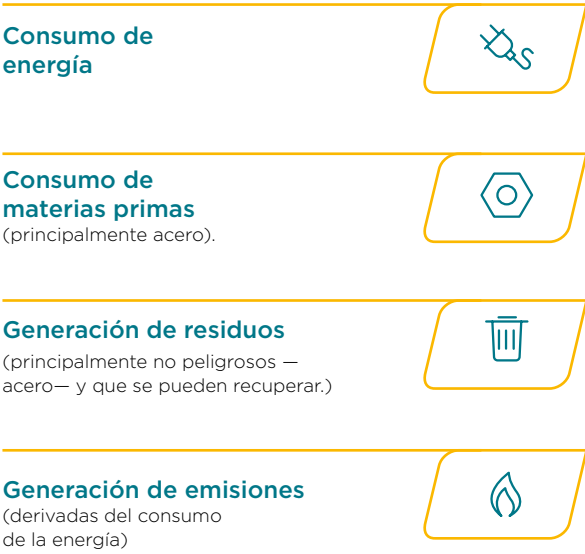 Consumo de
energía
Consumo de
materias primas
(principalmente acero).
Generación de residuos
(principalmente no peligrosos —
acero— y que se pueden recuperar.)
Generación de emisiones
(derivadas del consumo
de la energía)